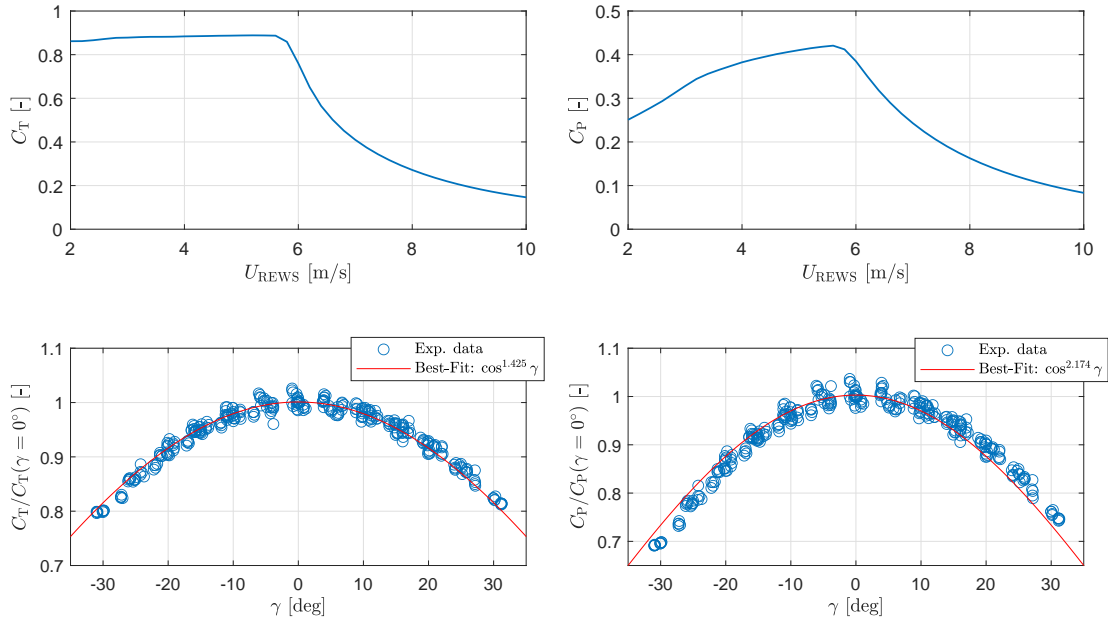 1
0.8
0.6
0.4
0.2
0
2 4 6 8 10
C_T [-]
U_REWS [m/s]
0.5
0.4
0.3
0.2
0.1
0
2 4 6 8 10
C_P [-]
U_REWS [m/s]
1.1
1.0
0.9
0.8
0.7
-30 -20 -10 0 10 20 30
C_T/C_T(γ = 0°) [-]
γ [deg]
Exp. data
Best-Fit: cos^1.425 γ
1.1
1.0
0.9
0.8
0.7
-30 -20 -10 0 10 20 30
C_P/C_P(γ = 0°) [-]
γ [deg]
Exp. data
Best-Fit: cos^2.174 γ